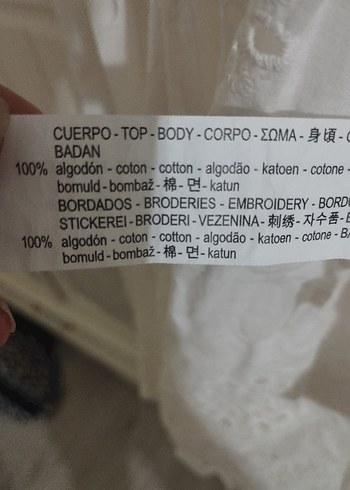 CUERPO - TOP - BODY - CORPO - ΣΩΜΑ - 身頃 -
BADAN
100% algodón - coton - cotton - algodão - katoen - cotone -
bomuld - bombaž - 棉 - 면 - katun
BORDADOS - BRODERIES - EMBROIDERY - BORD
STICKEREI - BRODERI - VEZENINA - 刺绣 - 자수품 -
100% algodón - coton - cotton - algodão - katoen - cotone -
bomuld - bombaž - 棉 - 면 - katun